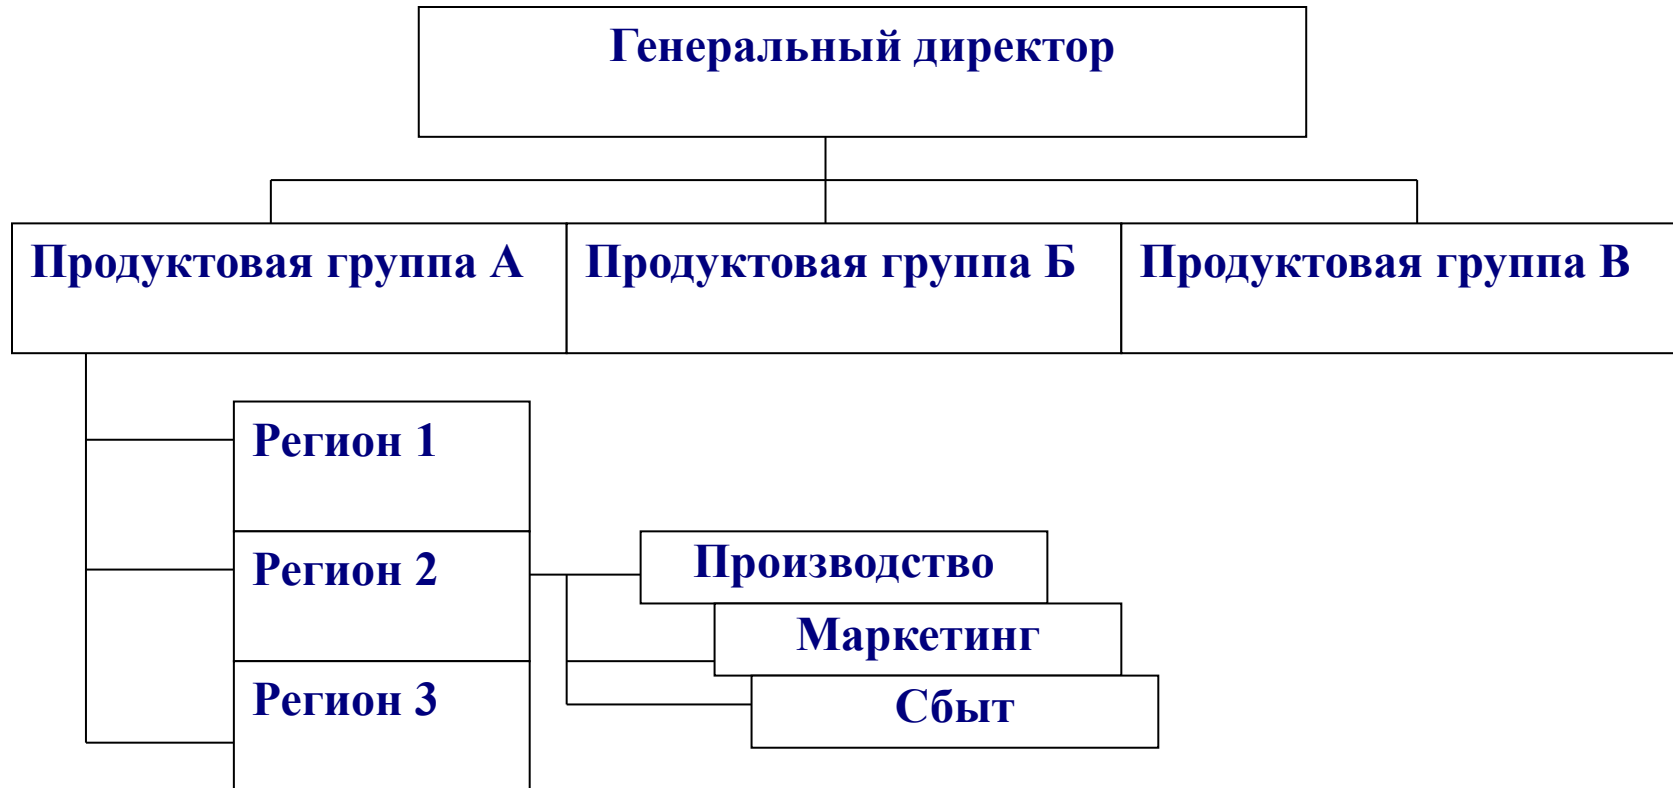 Генеральный директор
Продуктовая группа А
Продуктовая группа Б
Продуктовая группа В
Регион 1
Регион 2
Регион 3
Производство
Маркетинг
Сбыт